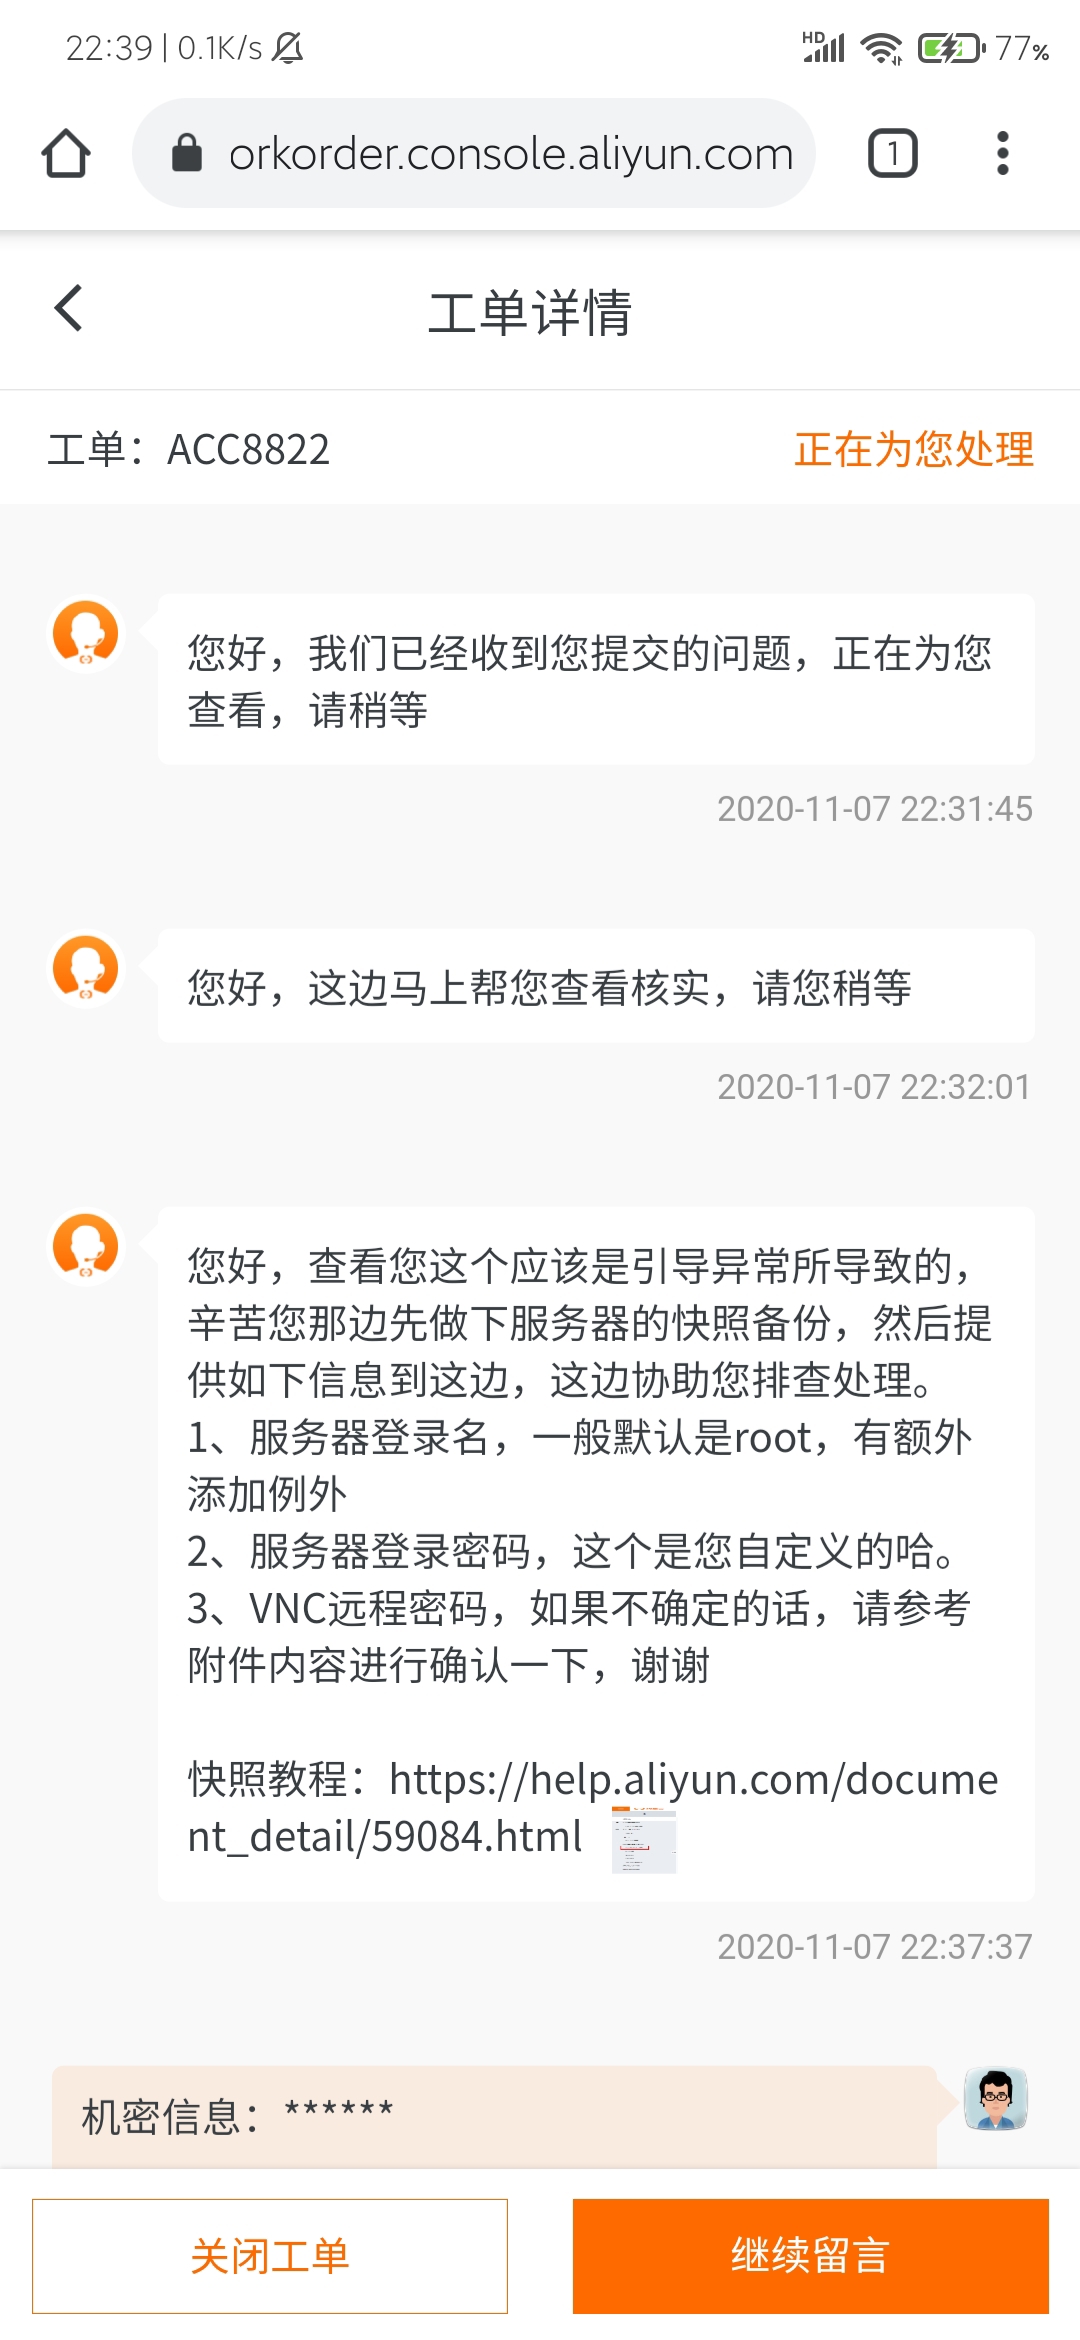 22:39 | 0.1K/s HD 77%
orkorder.console.aliyun.com 1
工单详情
工单：ACC8822 正在为您处理
您好，我们已经收到您提交的问题，正在为您
查看，请稍等
2020-11-07 22:31:45
您好，这边马上帮您查看核实，请您稍等
2020-11-07 22:32:01
您好，查看您这个应该是引导异常所导致的，
辛苦您那边先做下服务器的快照备份，然后提
供如下信息到这边，这边协助您排查处理。
1、服务器登录名，一般默认是root，有额外
添加例外
2、服务器登录密码，这个是您自定义的哈。
3、VNC远程密码，如果不确定的话，请参考
附件内容进行确认一下，谢谢
快照教程：https://help.aliyun.com/docume
nt_detail/59084.html
2020-11-07 22:37:37
机密信息：******
关闭工单 继续留言